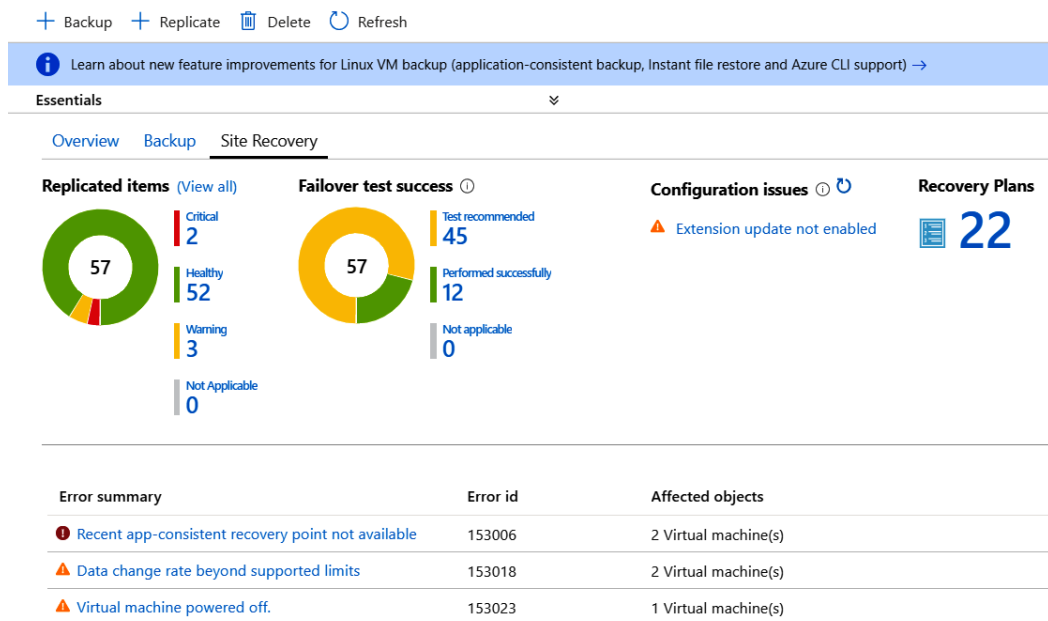 Backup Replicate Delete Refresh
Learn about new feature improvements for Linux VM backup (application-consistent backup, Instant file restore and Azure CLI support) →
Essentials
Overview Backup Site Recovery
Replicated items (View all)
57
Critical
2
Healthy
52
Warning
3
Not Applicable
0
Failover test success
57
Test recommended
45
Performed successfully
12
Not applicable
0
Configuration issues
Extension update not enabled
Recovery Plans
22
Error summary Error id Affected objects
Recent app-consistent recovery point not available 153006 2 Virtual machine(s)
Data change rate beyond supported limits 153018 2 Virtual machine(s)
Virtual machine powered off. 153023 1 Virtual machine(s)